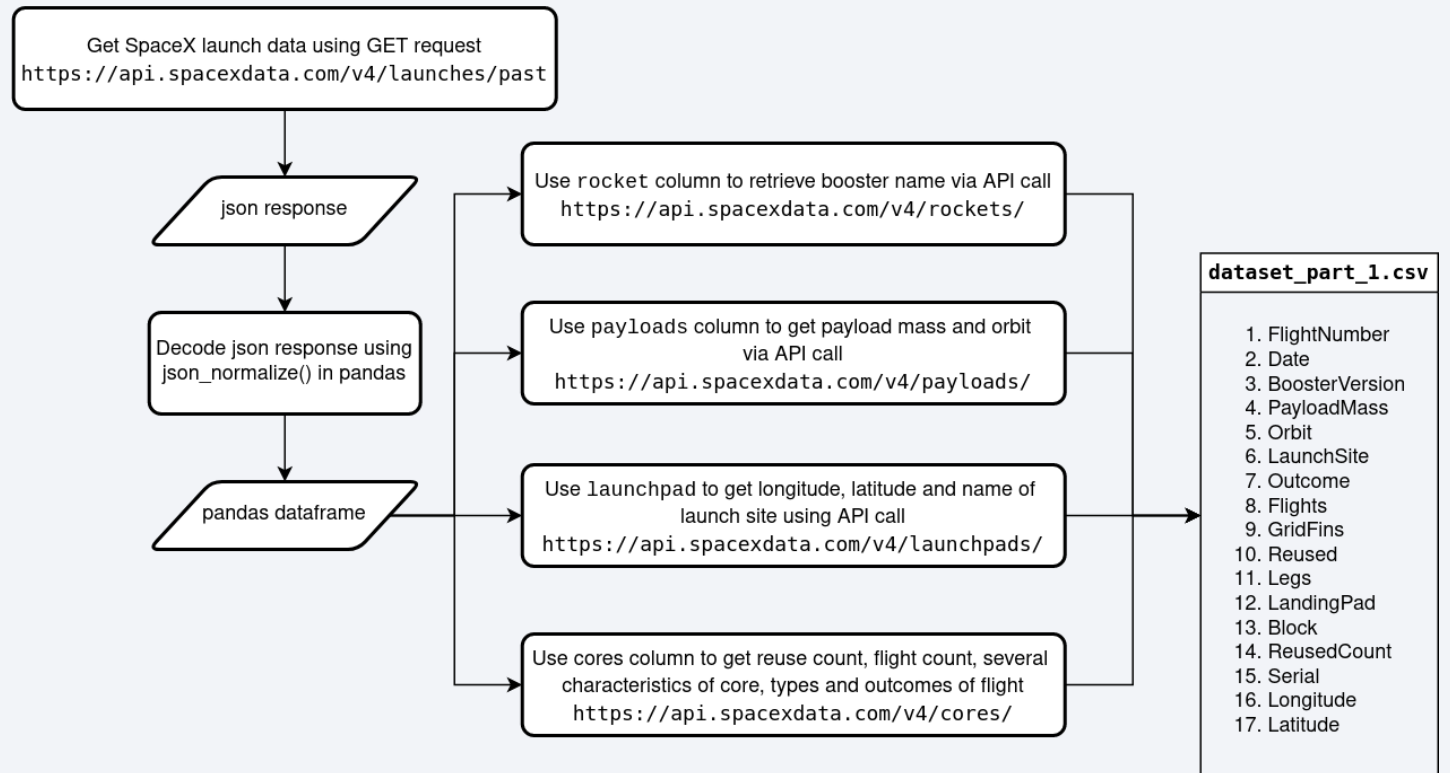 Get SpaceX launch data using GET request
https://api.spacexdata.com/v4/launches/past
json response
Decode json response using
json_normalize() in pandas
pandas dataframe
Use rocket column to retrieve booster name via API call
https://api.spacexdata.com/v4/rockets/
Use payloads column to get payload mass and orbit
via API call
https://api.spacexdata.com/v4/payloads/
Use launchpad to get longitude, latitude and name of
launch site using API call
https://api.spacexdata.com/v4/launchpads/
Use cores column to get reuse count, flight count, several
characteristics of core, types and outcomes of flight
https://api.spacexdata.com/v4/cores/
dataset_part_1.csv
1. FlightNumber
2. Date
3. BoosterVersion
4. PayloadMass
5. Orbit
6. LaunchSite
7. Outcome
8. Flights
9. GridFins
10. Reused
11. Legs
12. LandingPad
13. Block
14. ReusedCount
15. Serial
16. Longitude
17. Latitude